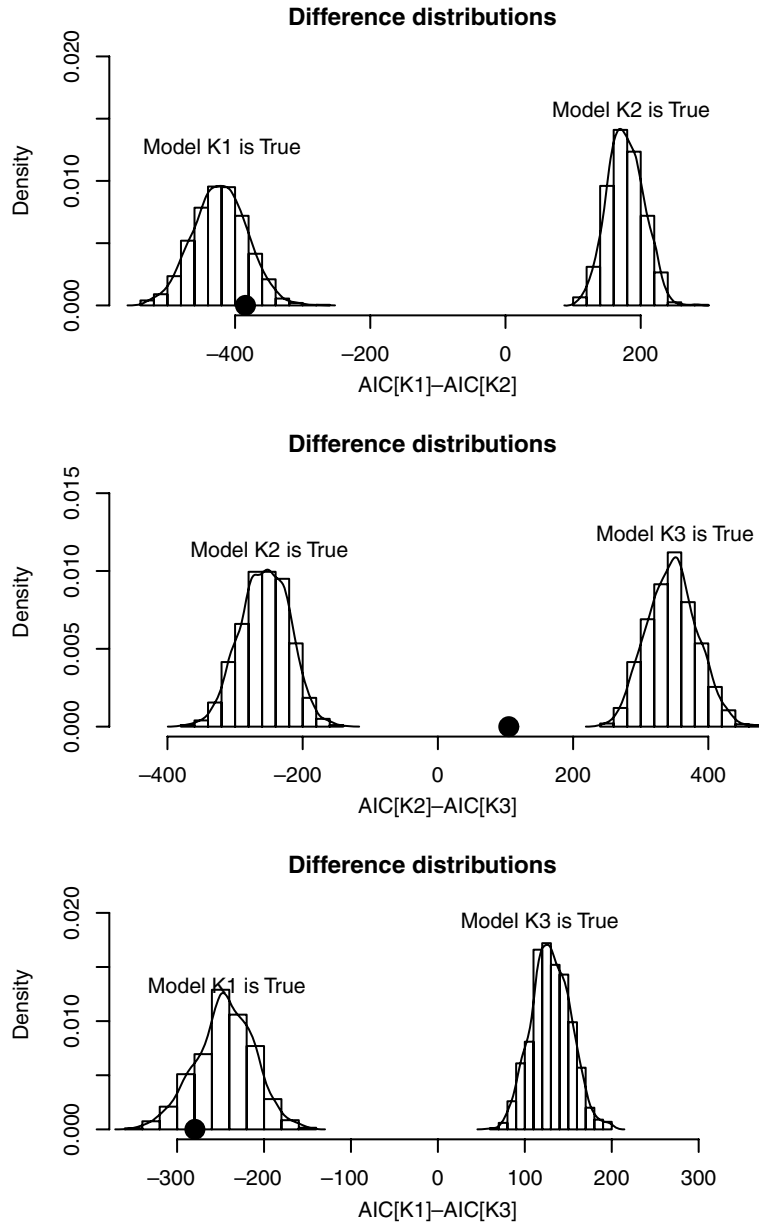 Difference distributions
0.020
0.010
0.000
Density
Model K1 is True
Model K2 is True
−400 −200 0 200
AIC[K1]−AIC[K2]
Difference distributions
0.015
0.010
0.005
0.000
Density
Model K2 is True
Model K3 is True
−400 −200 0 200 400
AIC[K2]−AIC[K3]
Difference distributions
0.020
0.010
0.000
Density
Model K1 is True
Model K3 is True
−300 −200 −100 0 100 200 300
AIC[K1]−AIC[K3]